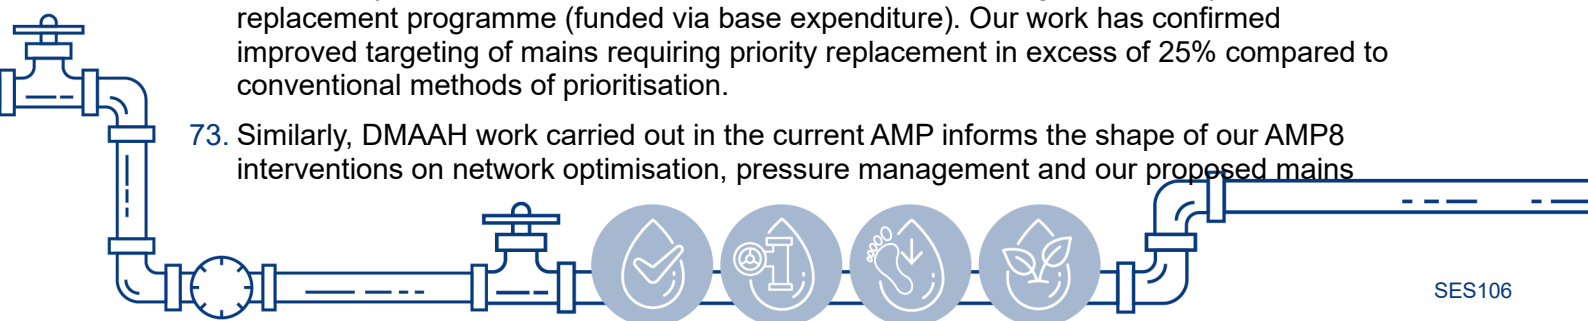 replacement programme (funded via base expenditure). Our work has confirmed
improved targeting of mains requiring priority replacement in excess of 25% compared to
conventional methods of prioritisation.
73. Similarly, DMAAH work carried out in the current AMP informs the shape of our AMP8
interventions on network optimisation, pressure management and our proposed mains
SES106